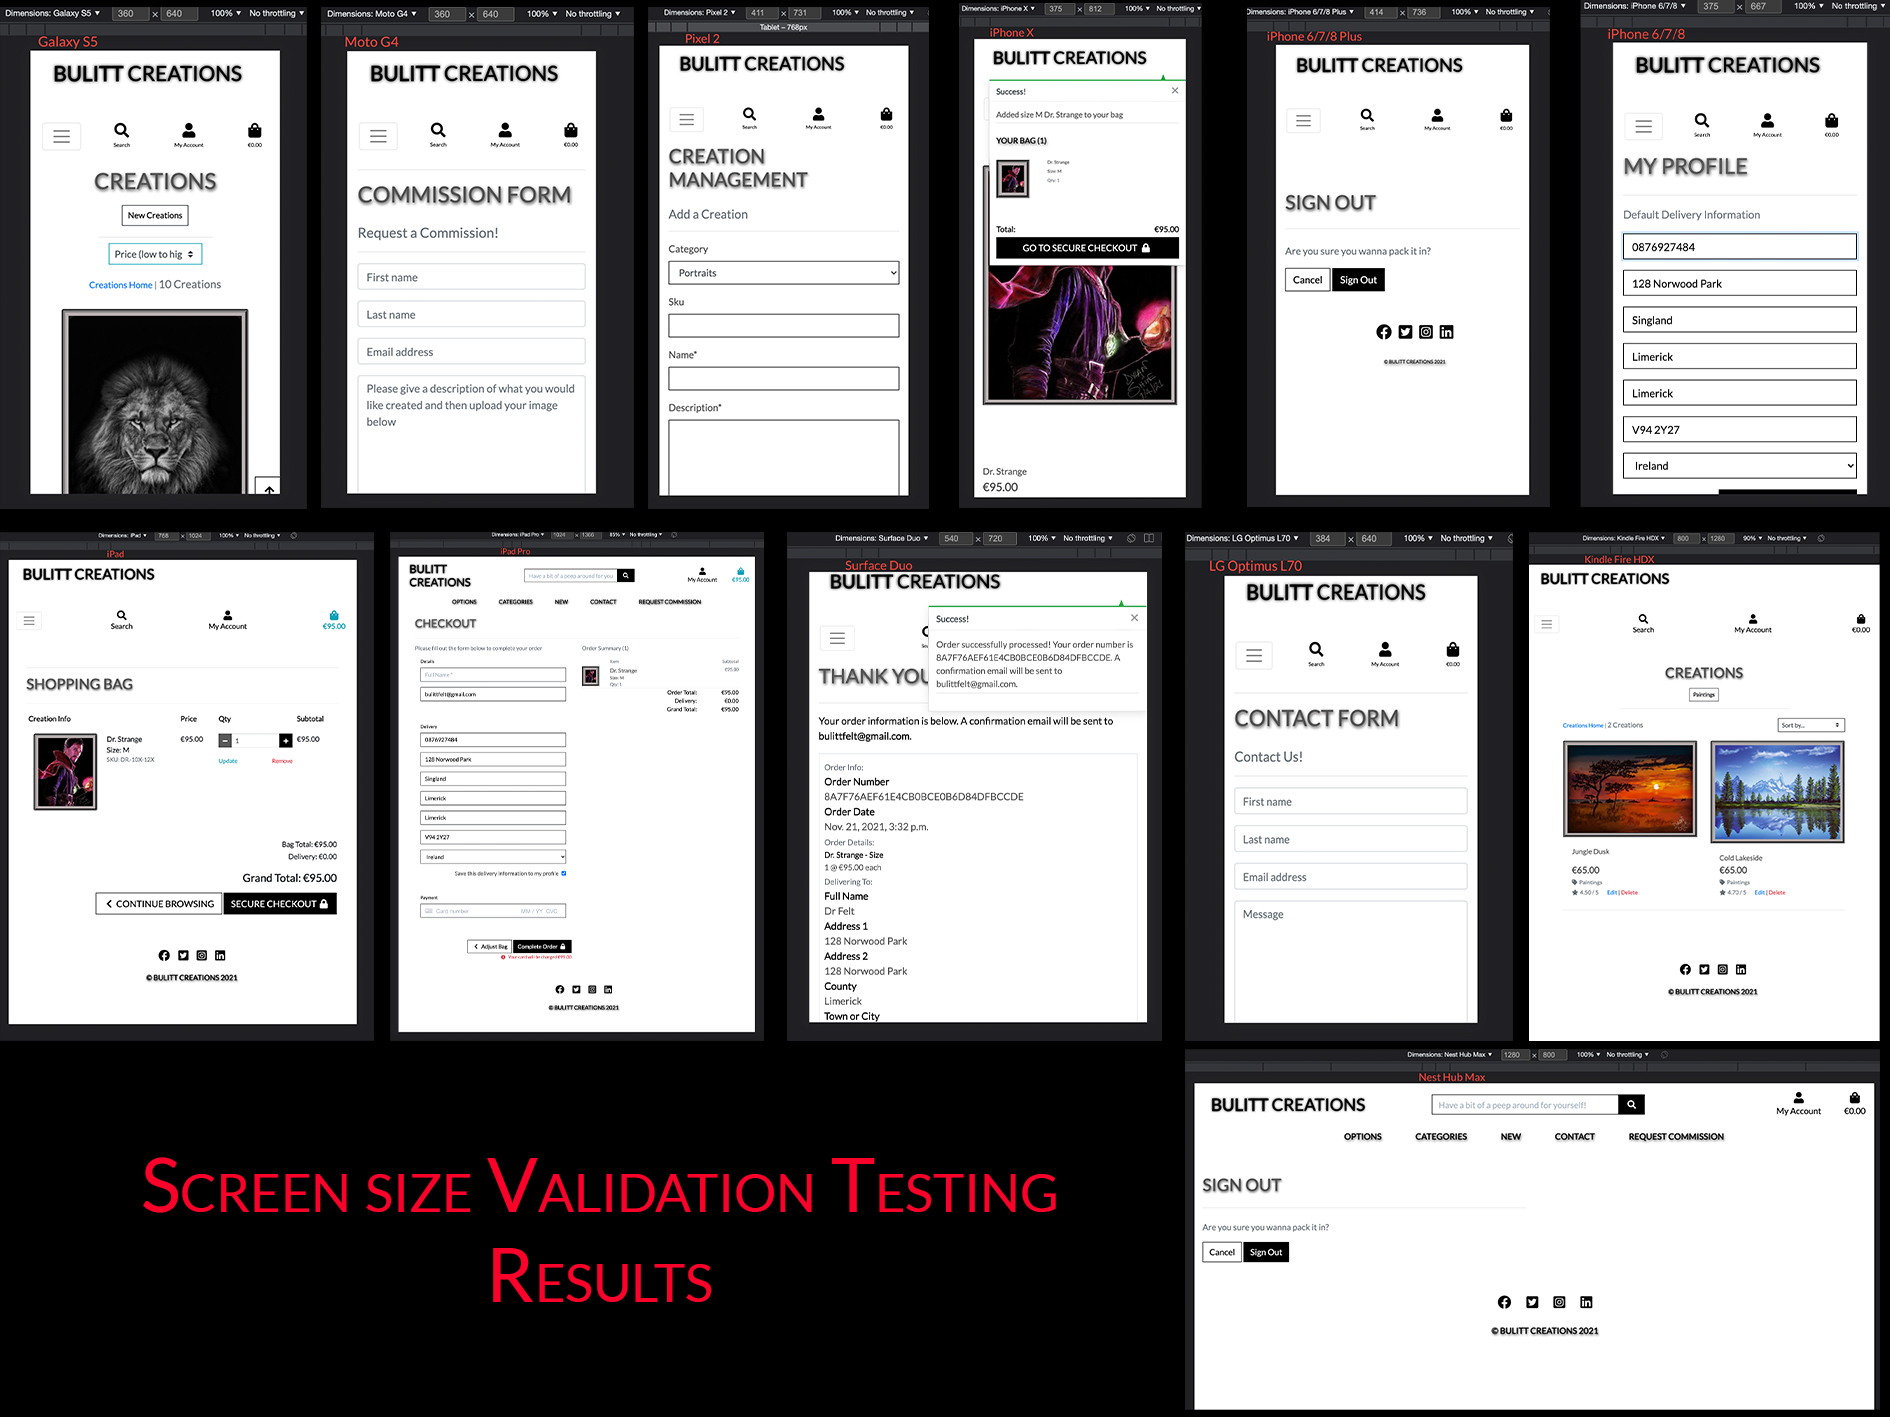 Dimensions: Galaxy S5 ▾ 360 × 640 100% ▾ No throttling ▾
Galaxy S5
BULITT CREATIONS
Search My Account €0.00
CREATIONS
New Creations
Price (low to hig
Creations Home | 10 Creations
Dimensions: Moto G4 ▾ 360 × 640 100% ▾ No throttling ▾
Moto G4
BULITT CREATIONS
Search My Account €0.00
COMMISSION FORM
Request a Commission!
First name
Last name
Email address
Please give a description of what you would
like created and then upload your image
below
Dimensions: Pixel 2 ▾ 411 × 731 100% ▾ No throttling ▾
Tablet – 768px
Pixel 2
BULITT CREATIONS
Search My Account €0.00
CREATION
MANAGEMENT
Add a Creation
Category
Portraits
Sku
Name*
Description*
Dimensions: iPhone X ▾ 375 × 812 100% ▾ No throttling ▾
iPhone X
BULITT CREATIONS
Success! ×
Added size M Dr. Strange to your bag
YOUR BAG (1)
Dr. Strange
Size: M
Qty: 1
Total: €95.00
GO TO SECURE CHECKOUT
Dr. Strange
€95.00
Dimensions: iPhone 6/7/8 Plus ▾ 414 × 736 100% ▾ No throttling ▾
iPhone 6/7/8 Plus
BULITT CREATIONS
Search My Account €0.00
SIGN OUT
Are you sure you wanna pack it in?
Cancel Sign Out
© BULITT CREATIONS 2021
Dimensions: iPhone 6/7/8 ▾ 375 × 667 100% ▾ No throttling ▾
iPhone 6/7/8
BULITT CREATIONS
Search My Account €0.00
MY PROFILE
Default Delivery Information
0876927484
128 Norwood Park
Singland
Limerick
Limerick
V94 2Y27
Ireland
Dimensions: iPad ▾ 768 × 1024 100% ▾ No throttling ▾
iPad
BULITT CREATIONS
Search My Account €95.00
SHOPPING BAG
Creation Info Price Qty Subtotal
Dr. Strange €95.00 − 1 + €95.00
Size: M
SKU: DR.-10X-12X Update Remove
Bag Total: €95.00
Delivery: €0.00
Grand Total: €95.00
CONTINUE BROWSING SECURE CHECKOUT
© BULITT CREATIONS 2021
Dimensions: iPad Pro ▾ 1024 × 1366 85% ▾ No throttling ▾
iPad Pro
BULITT
CREATIONS
Have a bit of a peep around for you
My Account €95.00
OPTIONS CATEGORIES NEW CONTACT REQUEST COMMISSION
CHECKOUT
Please fill out the form below to complete your order
Details
Full Name *
bulittfelt@gmail.com
Delivery
0876927484
128 Norwood Park
Singland
Limerick
Limerick
V94 2Y27
Ireland
Save this delivery information to my profile
Payment
Card number MM / YY CVC
Adjust Bag Complete Order
Your card will be charged €95.00
Order Summary (1)
Item Subtotal
Dr. Strange €95.00
Size: M
Qty: 1
Order Total: €95.00
Delivery: €0.00
Grand Total: €95.00
© BULITT CREATIONS 2021
Dimensions: Surface Duo ▾ 540 × 720 100% ▾ No throttling ▾
Surface Duo
BULITT CREATIONS
Success! ×
Order successfully processed! Your order number is
8A7F76AEF61E4CB0BCE0B6D84DFBCCDE. A
confirmation email will be sent to
bulittfelt@gmail.com.
THANK YOU
Your order information is below. A confirmation email will be sent to
bulittfelt@gmail.com.
Order Info:
Order Number
8A7F76AEF61E4CB0BCE0B6D84DFBCCDE
Order Date
Nov. 21, 2021, 3:32 p.m.
Order Details:
Dr. Strange - Size
1 @ €95.00 each
Delivering To:
Full Name
Dr Felt
Address 1
128 Norwood Park
Address 2
128 Norwood Park
County
Limerick
Town or City
Dimensions: LG Optimus L70 ▾ 384 × 640 100% ▾ No throttling ▾
LG Optimus L70
BULITT CREATIONS
Search My Account €0.00
CONTACT FORM
Contact Us!
First name
Last name
Email address
Message
Dimensions: Kindle Fire HDX ▾ 800 × 1280 90% ▾ No throttling ▾
Kindle Fire HDX
BULITT CREATIONS
Search My Account €0.00
CREATIONS
Paintings
Creations Home | 2 Creations Sort by...
Jungle Dusk
€65.00
Paintings
4.50 / 5 Edit | Delete
Cold Lakeside
€65.00
Paintings
4.70 / 5 Edit | Delete
© BULITT CREATIONS 2021
Dimensions: Nest Hub Max ▾ 1280 × 800 100% ▾ No throttling ▾
Nest Hub Max
BULITT CREATIONS
Have a bit of a peep around for yourself!
My Account €0.00
OPTIONS CATEGORIES NEW CONTACT REQUEST COMMISSION
SIGN OUT
Are you sure you wanna pack it in?
Cancel Sign Out
© BULITT CREATIONS 2021
SCREEN SIZE VALIDATION TESTING
RESULTS